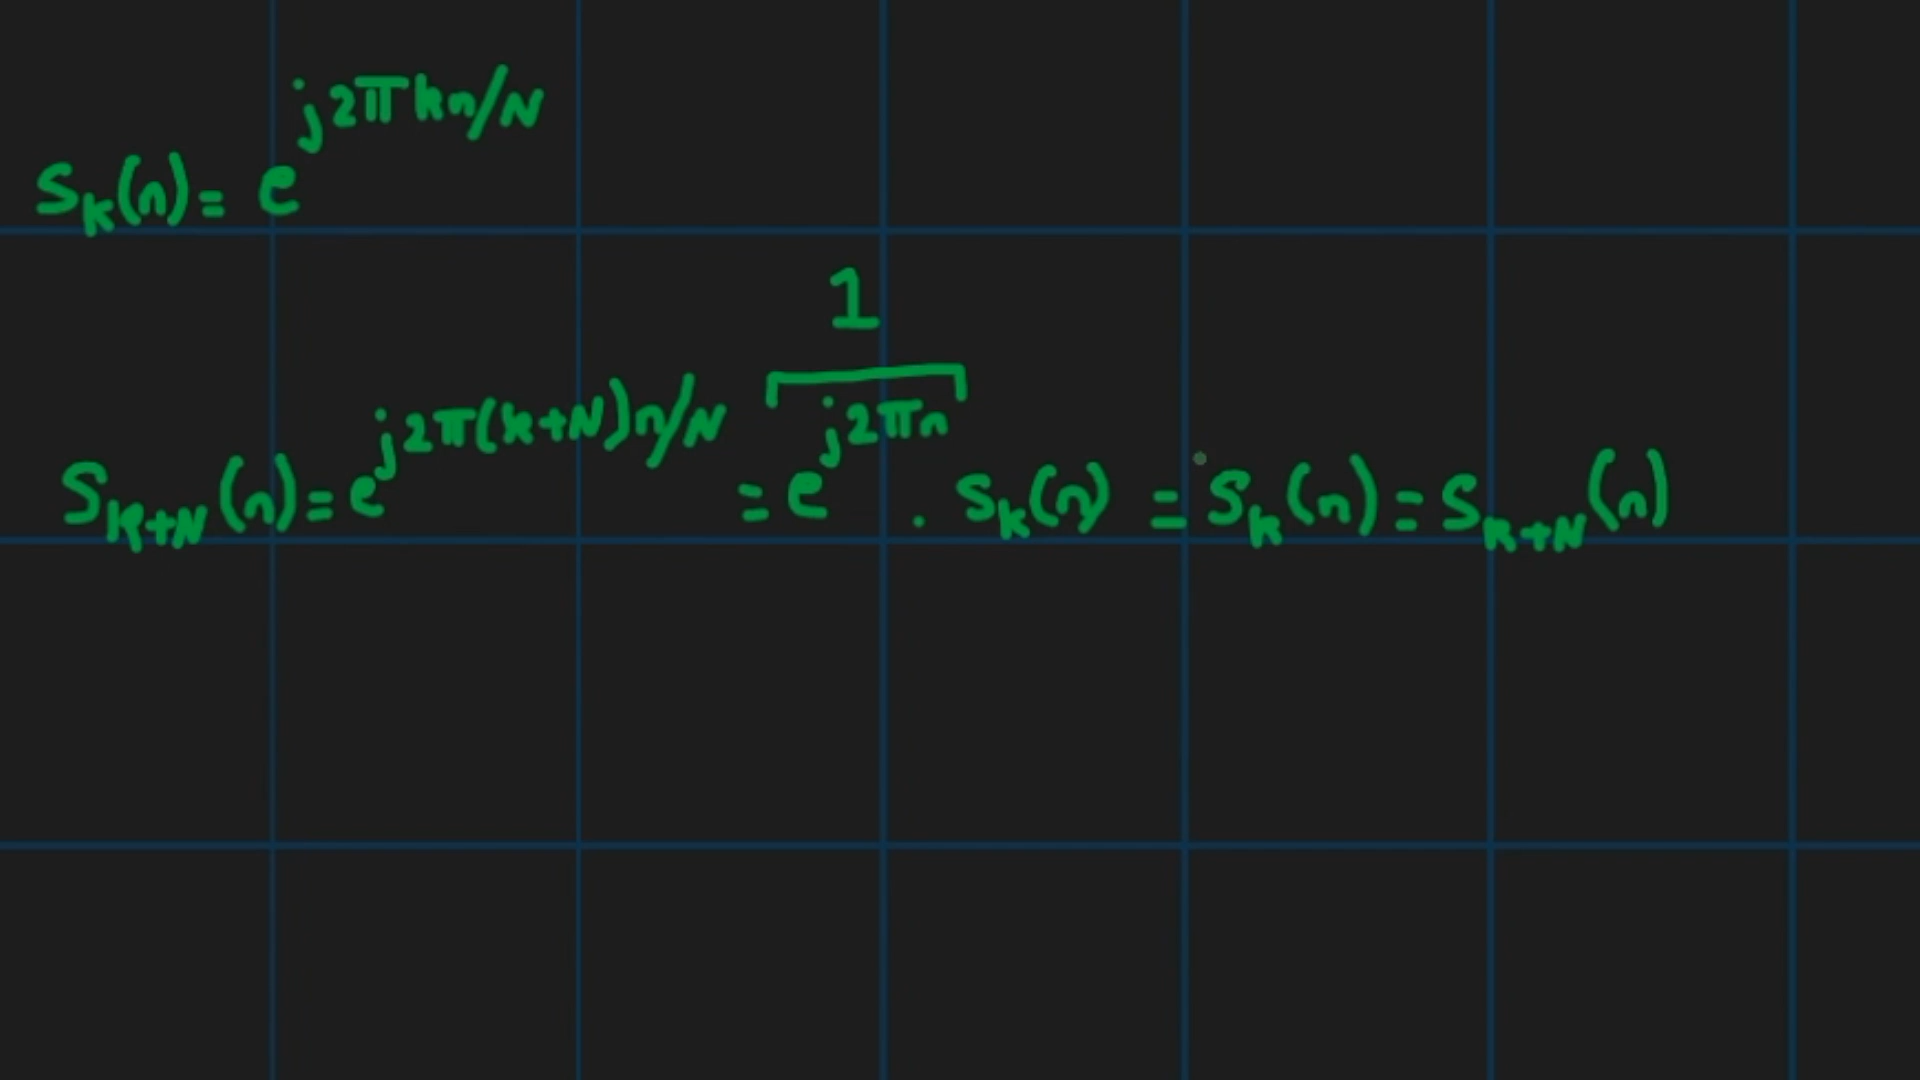 S_k(n) = e^{j2πkn/N}
1
S_{k+N}(n) = e^{j2π(k+N)n/N} = e^{j2πn} . S_k(n) = S_k(n) = S_{k+N}(n)